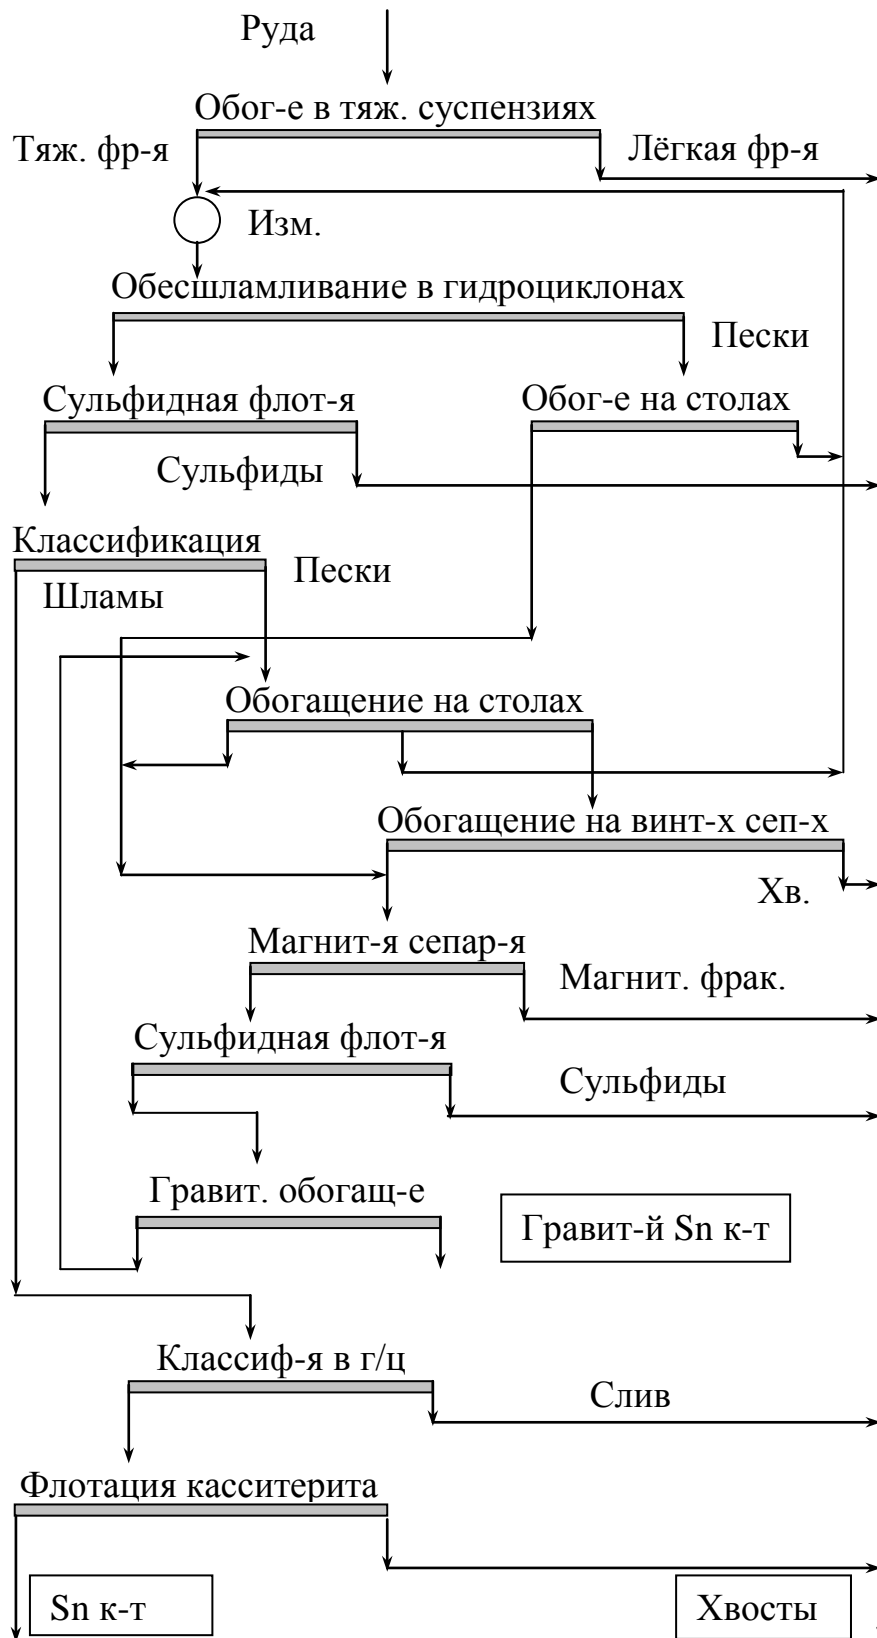 Руда
Обог-е в тяж. суспензиях
Тяж. фр-я
Лёгкая фр-я
Изм.
Обесшламливание в гидроциклонах
Пески
Сульфидная флот-я
Обог-е на столах
Сульфиды
Классификация
Пески
Шламы
Обогащение на столах
Обогащение на винт-х сеп-х
Хв.
Магнит-я сепар-я
Магнит. фрак.
Сульфидная флот-я
Сульфиды
Гравит. обогащ-е
Гравит-й Sn к-т
Классиф-я в г/ц
Слив
Флотация касситерита
Sn к-т
Хвосты